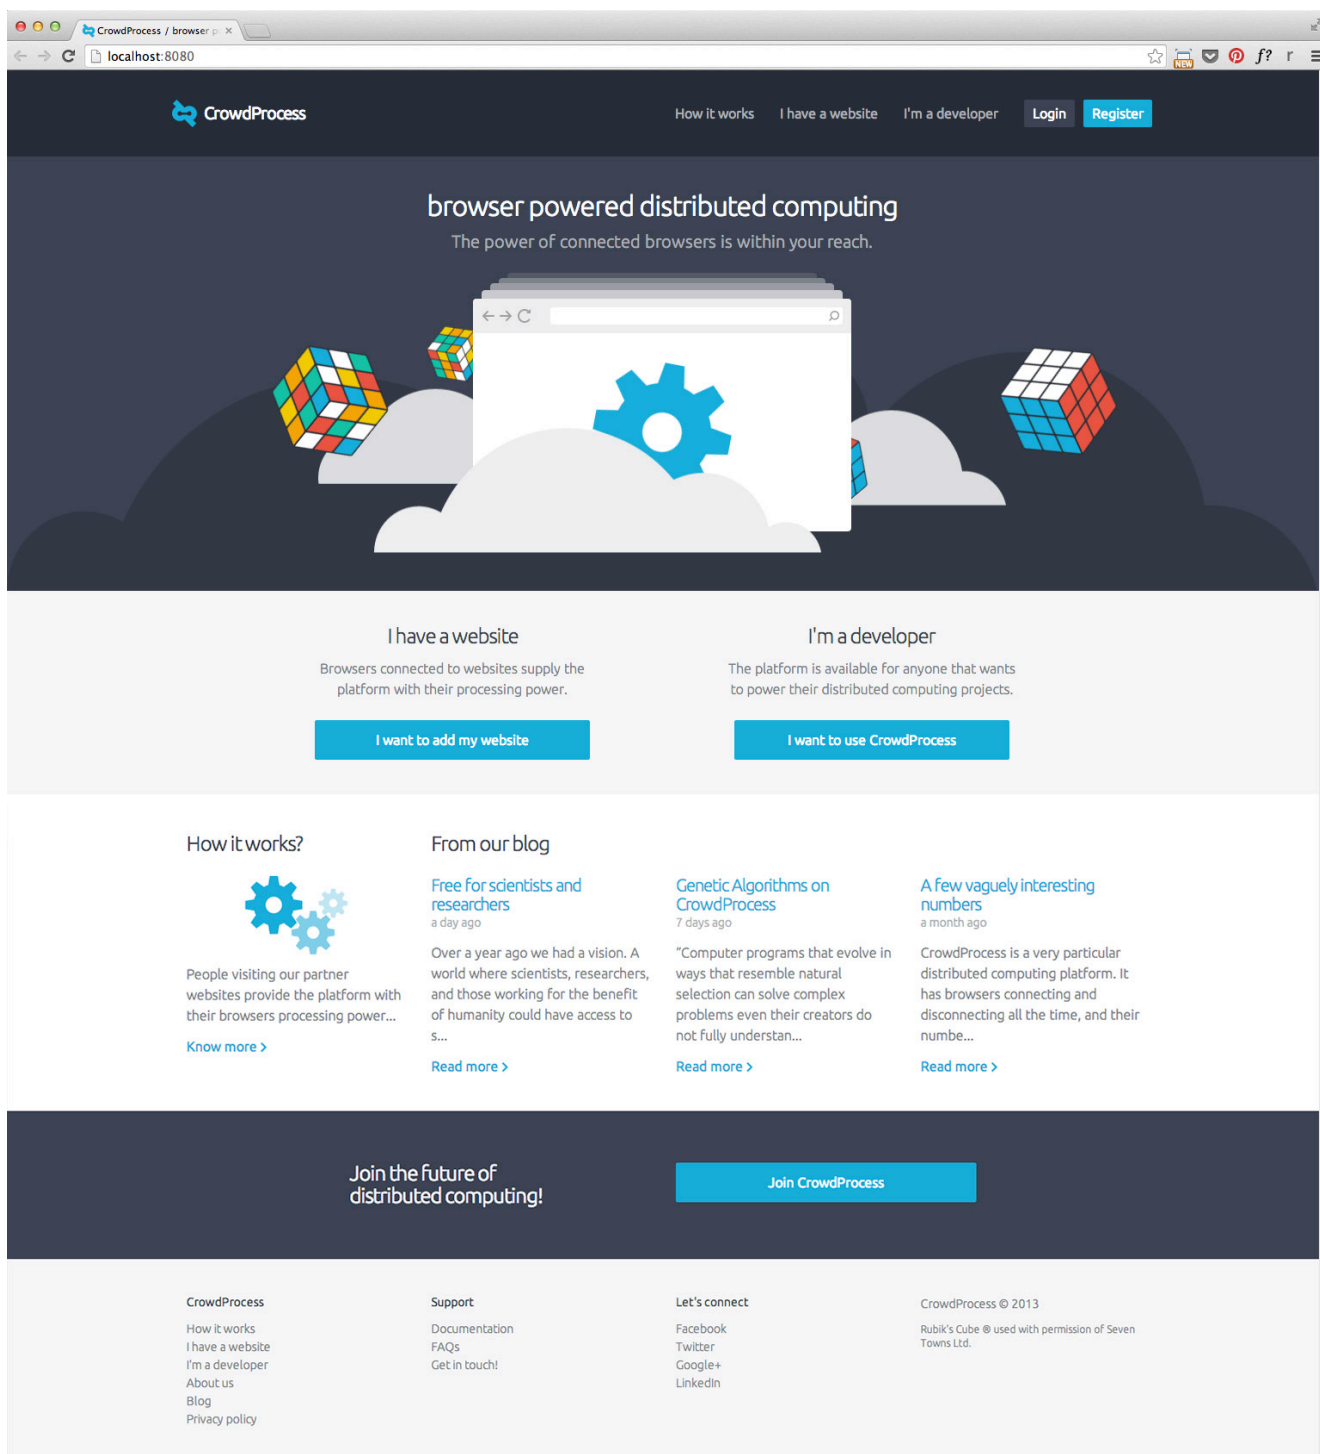 CrowdProcess / browser p
localhost:8080
NEW
f?
r
CrowdProcess
How it works
I have a website
I'm a developer
Login
Register
browser powered distributed computing
The power of connected browsers is within your reach.
I have a website
Browsers connected to websites supply the
platform with their processing power.
I want to add my website
I'm a developer
The platform is available for anyone that wants
to power their distributed computing projects.
I want to use CrowdProcess
How it works?
People visiting our partner
websites provide the platform with
their browsers processing power...
Know more >
From our blog
Free for scientists and
researchers
a day ago
Over a year ago we had a vision. A
world where scientists, researchers,
and those working for the benefit
of humanity could have access to
s...
Read more >
Genetic Algorithms on
CrowdProcess
7 days ago
"Computer programs that evolve in
ways that resemble natural
selection can solve complex
problems even their creators do
not fully understan...
Read more >
A few vaguely interesting
numbers
a month ago
CrowdProcess is a very particular
distributed computing platform. It
has browsers connecting and
disconnecting all the time, and their
numbe...
Read more >
Join the future of
distributed computing!
Join CrowdProcess
CrowdProcess
How it works
I have a website
I'm a developer
About us
Blog
Privacy policy
Support
Documentation
FAQs
Get in touch!
Let's connect
Facebook
Twitter
Google+
LinkedIn
CrowdProcess © 2013
Rubik's Cube ® used with permission of Seven
Towns Ltd.